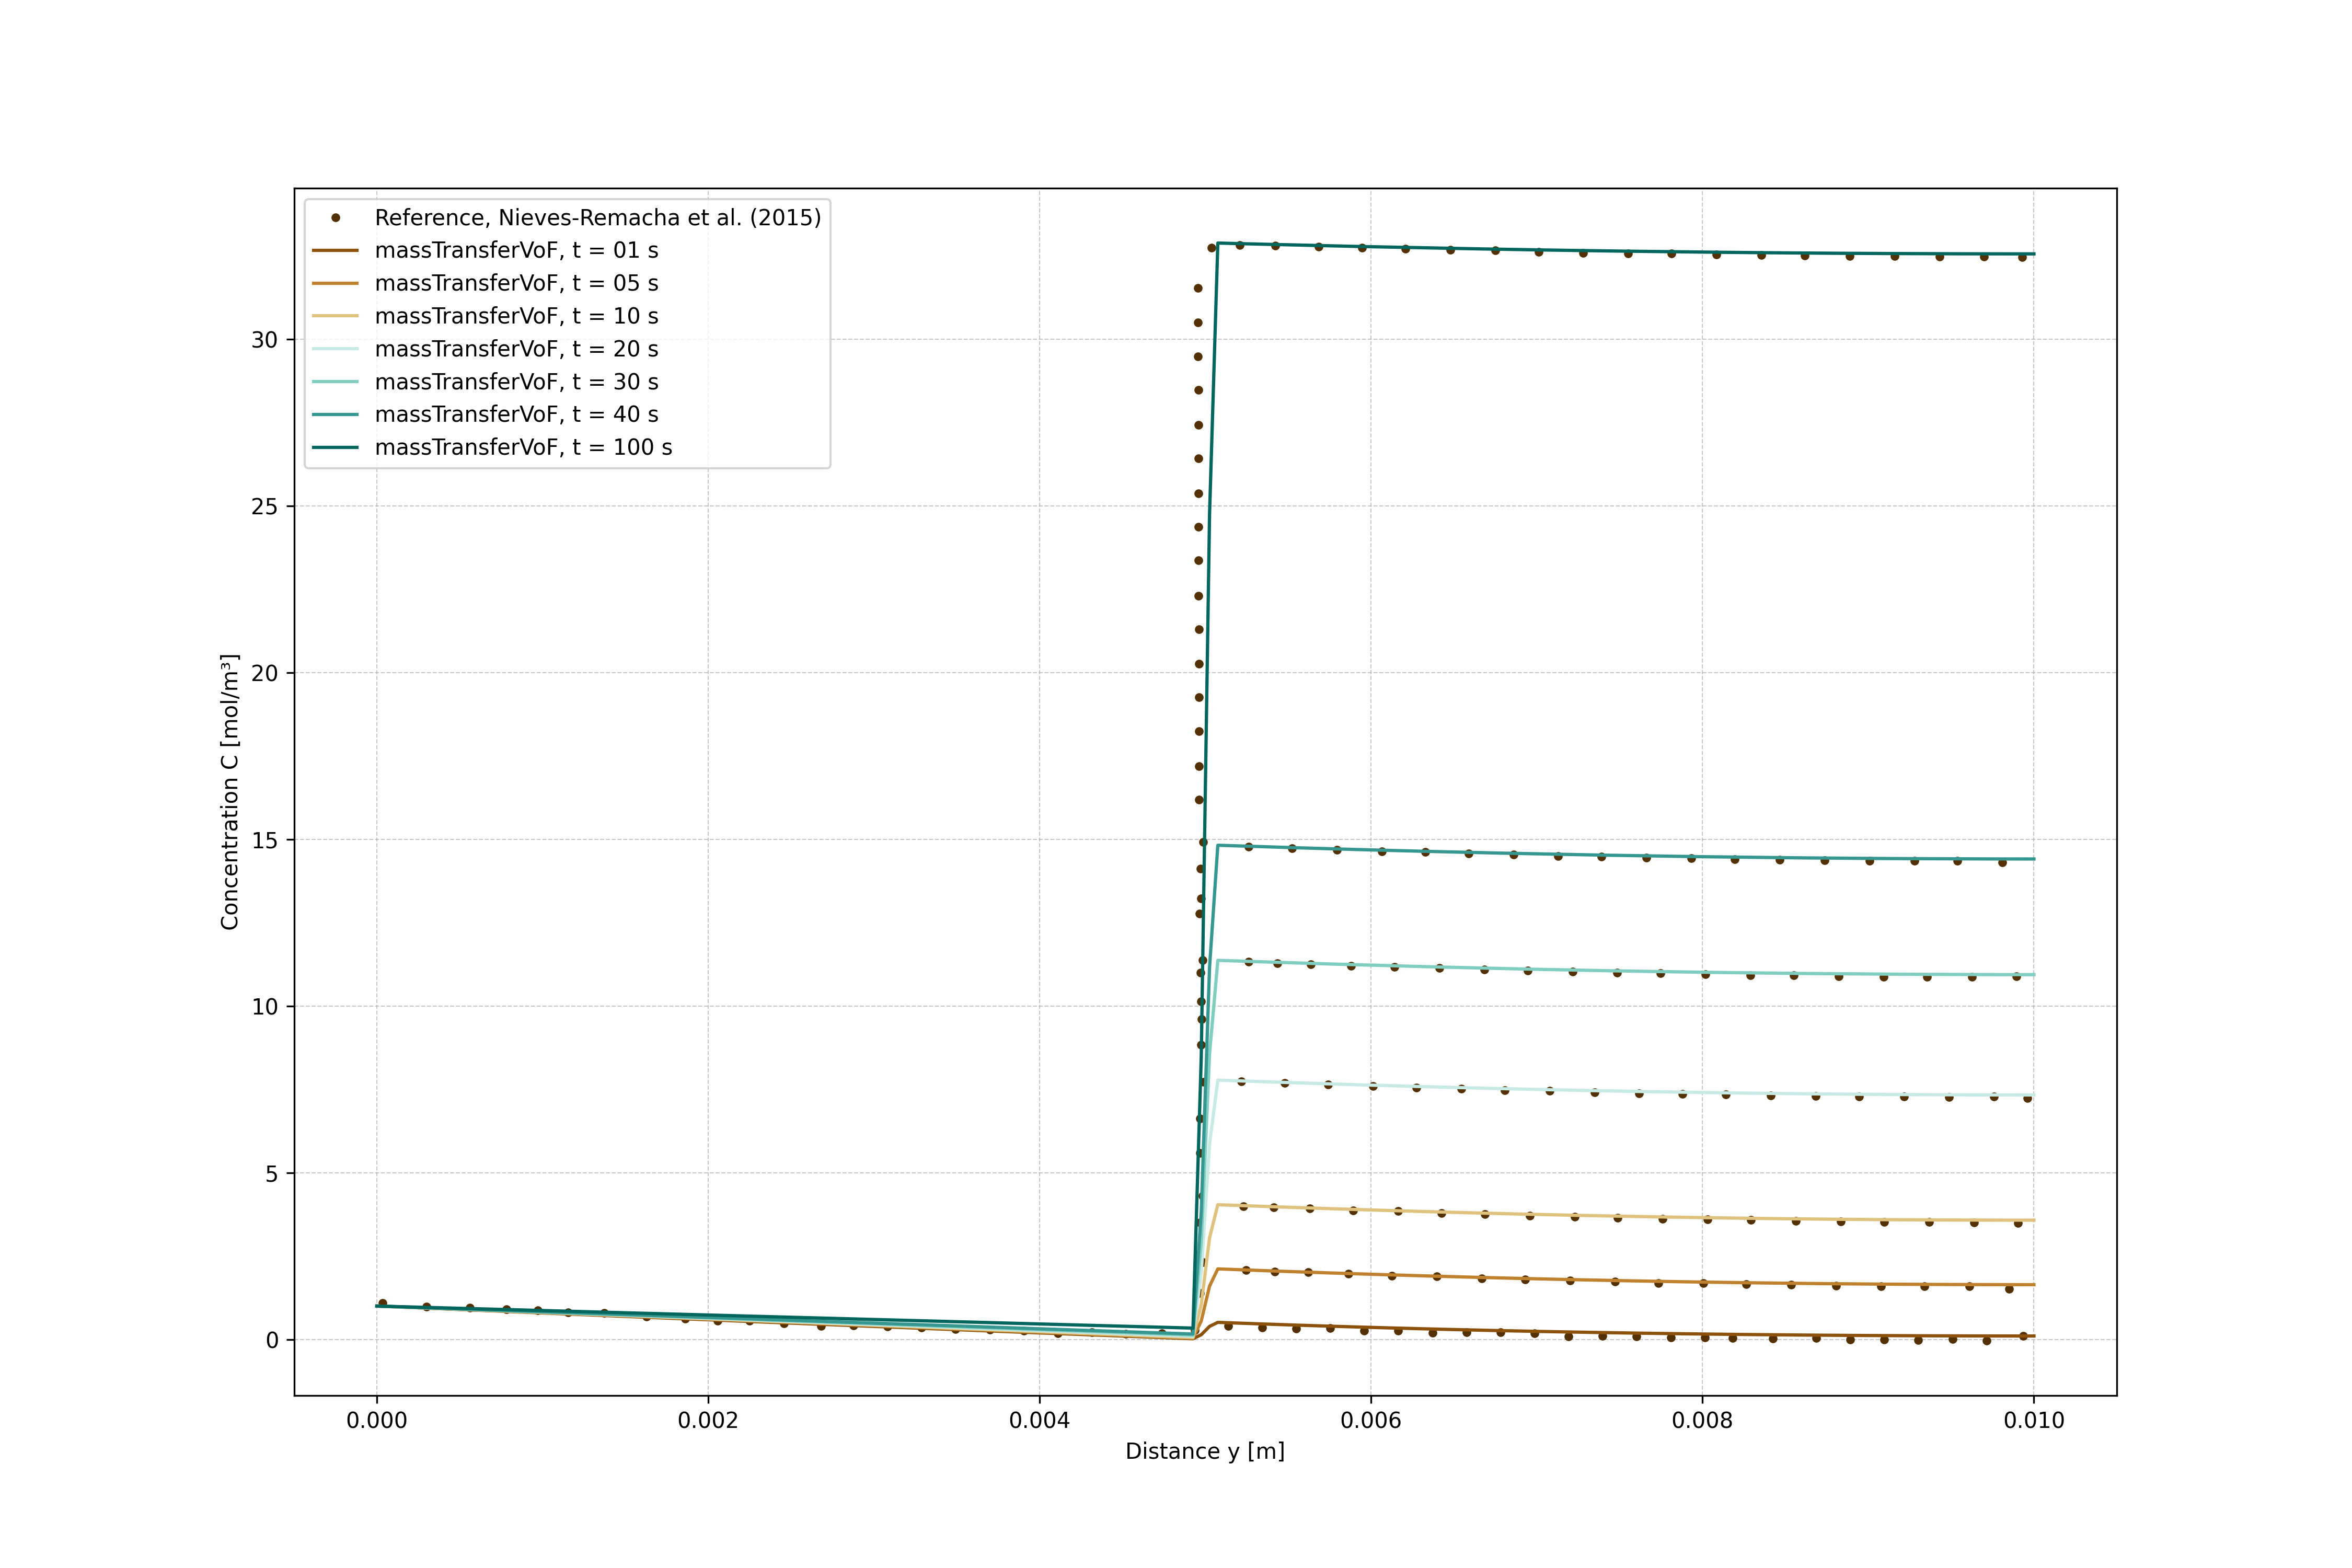 Reference, Nieves-Remacha et al. (2015)
massTransferVoF, t = 01 s
massTransferVoF, t = 05 s
massTransferVoF, t = 10 s
massTransferVoF, t = 20 s
massTransferVoF, t = 30 s
massTransferVoF, t = 40 s
massTransferVoF, t = 100 s
Concentration C [mol/m³]
30
25
20
15
10
5
0
0.000 0.002 0.004 0.006 0.008 0.010
Distance y [m]